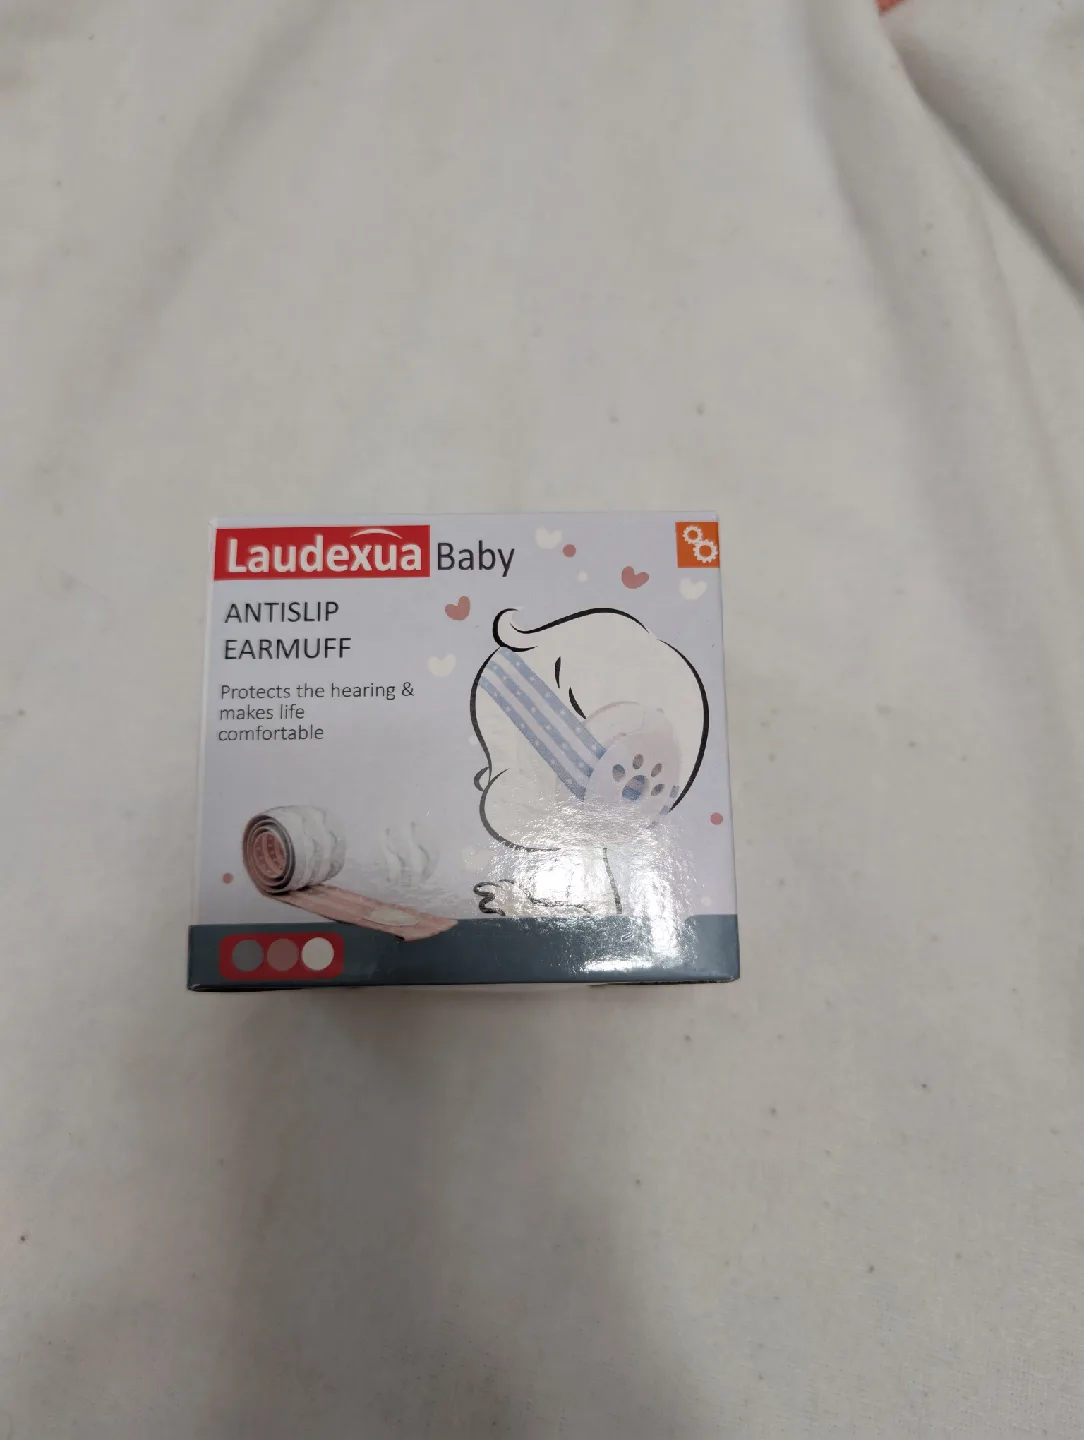 Laudexua Baby
ANTISLIP
EARMUFF
Protects the hearing &
makes life
comfortable